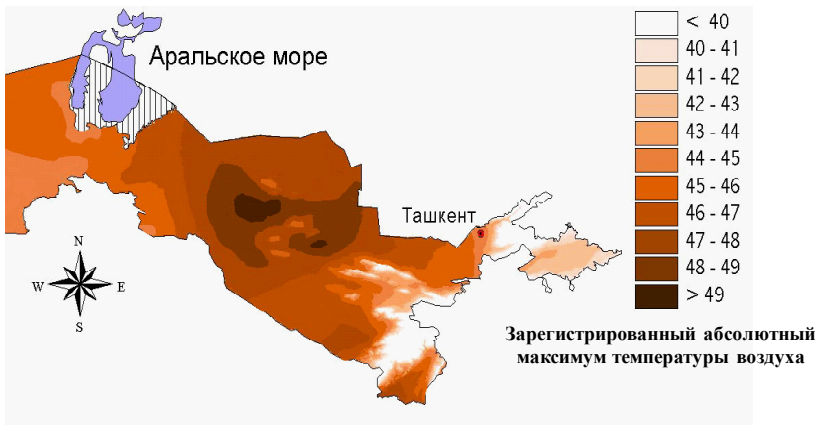 Аральское море
Ташкент
N
W E
S
< 40
40 - 41
41 - 42
42 - 43
43 - 44
44 - 45
45 - 46
46 - 47
47 - 48
48 - 49
> 49
Зарегистрированный абсолютный
максимум температуры воздуха